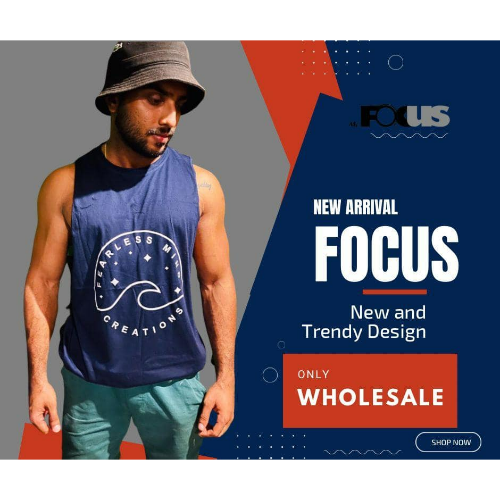 FOCUS
NEW ARRIVAL
FOCUS
New and
Trendy Design
ONLY
WHOLESALE
SHOP NOW
FEARLESS
CREATIONS